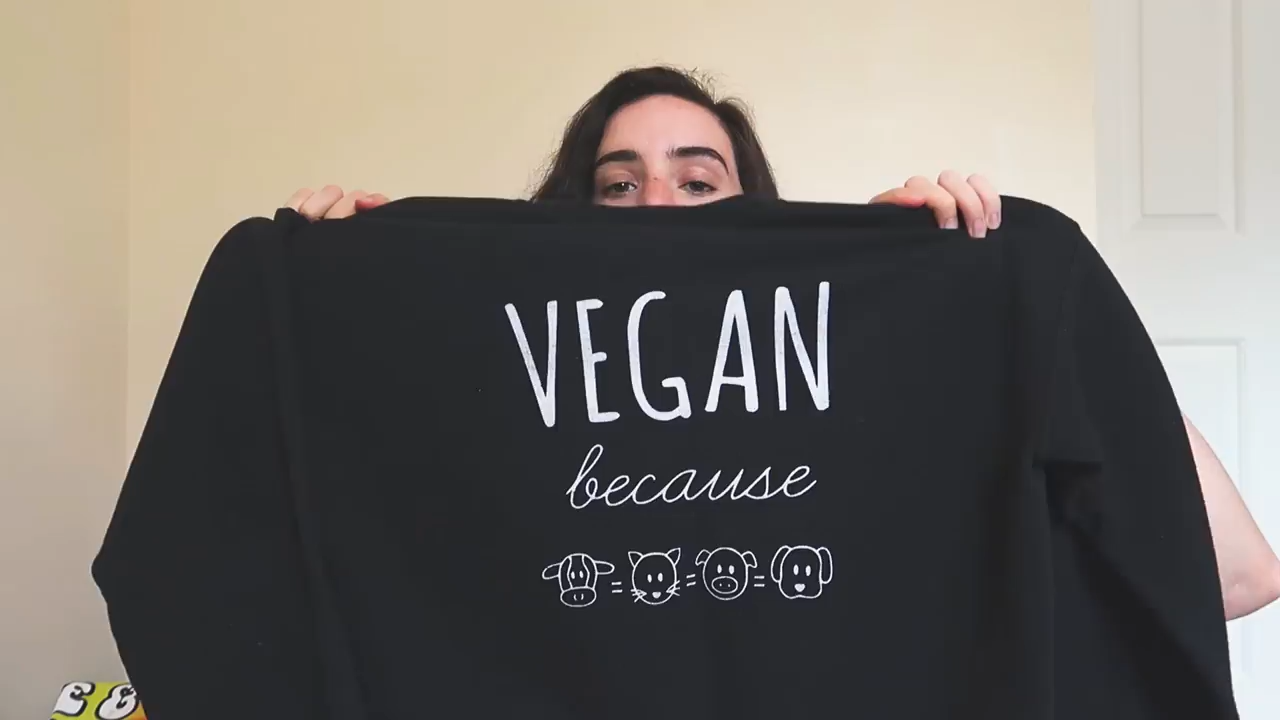 VEGAN
because
= = =
E &